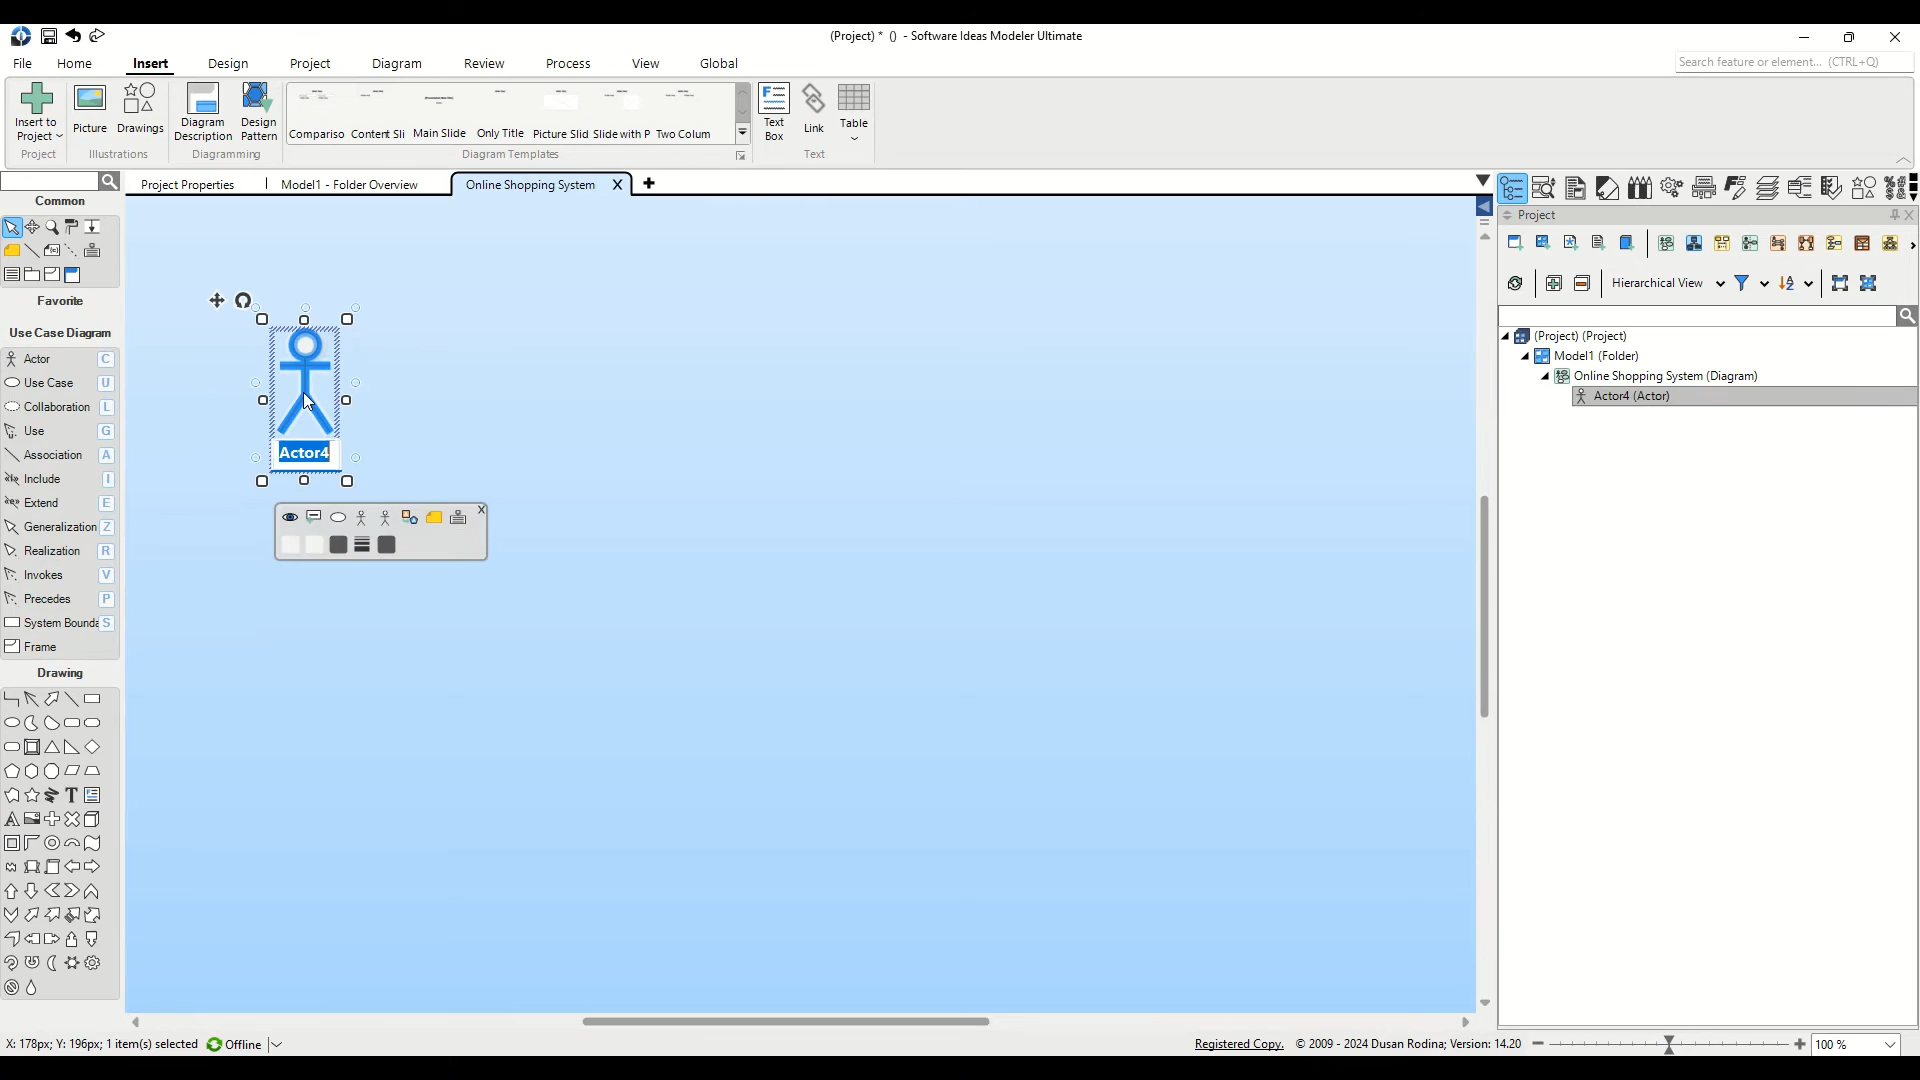 (Project) * () - Software Ideas Modeler Ultimate
File Home Insert Design Project Diagram Review Process View Global
Search feature or element... (CTRL+Q)
Insert to Project
Picture
Drawings
Diagram Description
Design Pattern
Compariso
Content Sli
Main Slide
Only Title
Picture Slid
Slide with P
Two Colum
Text Box
Link
Table
Project
Illustrations
Diagramming
Diagram Templates
Text
Project Properties
Model1 - Folder Overview
Online Shopping System X
Common
Favorite
Use Case Diagram
Actor C
Use Case U
Collaboration L
Use G
Association A
Include I
Extend E
Generalization Z
Realization R
Invokes V
Precedes P
System Bounda S
Frame
Drawing
Actor4
X
Project
Hierarchical View
(Project) (Project)
Model1 (Folder)
Online Shopping System (Diagram)
Actor4 (Actor)
X: 178px; Y: 196px; 1 item(s) selected
Offline
Registered Copy.
© 2009 - 2024 Dusan Rodina; Version: 14.20
100 %